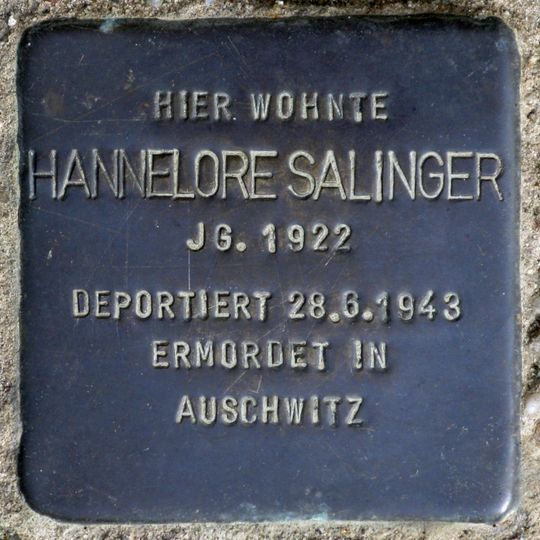 HIER WOHNTE
HANNELORE SALINGER
JG. 1922
DEPORTIERT 28.6.1943
ERMORDET IN
AUSCHWITZ